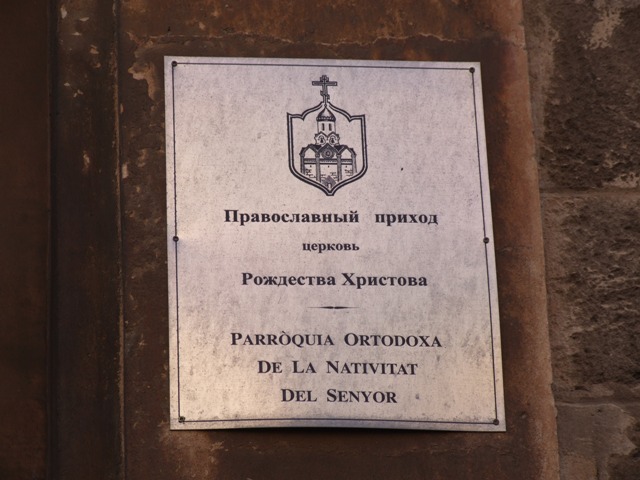 Православный приход
церковь
Рождества Христова
PARRÒQUIA ORTODOXA
DE LA NATIVITAT
DEL SENYOR